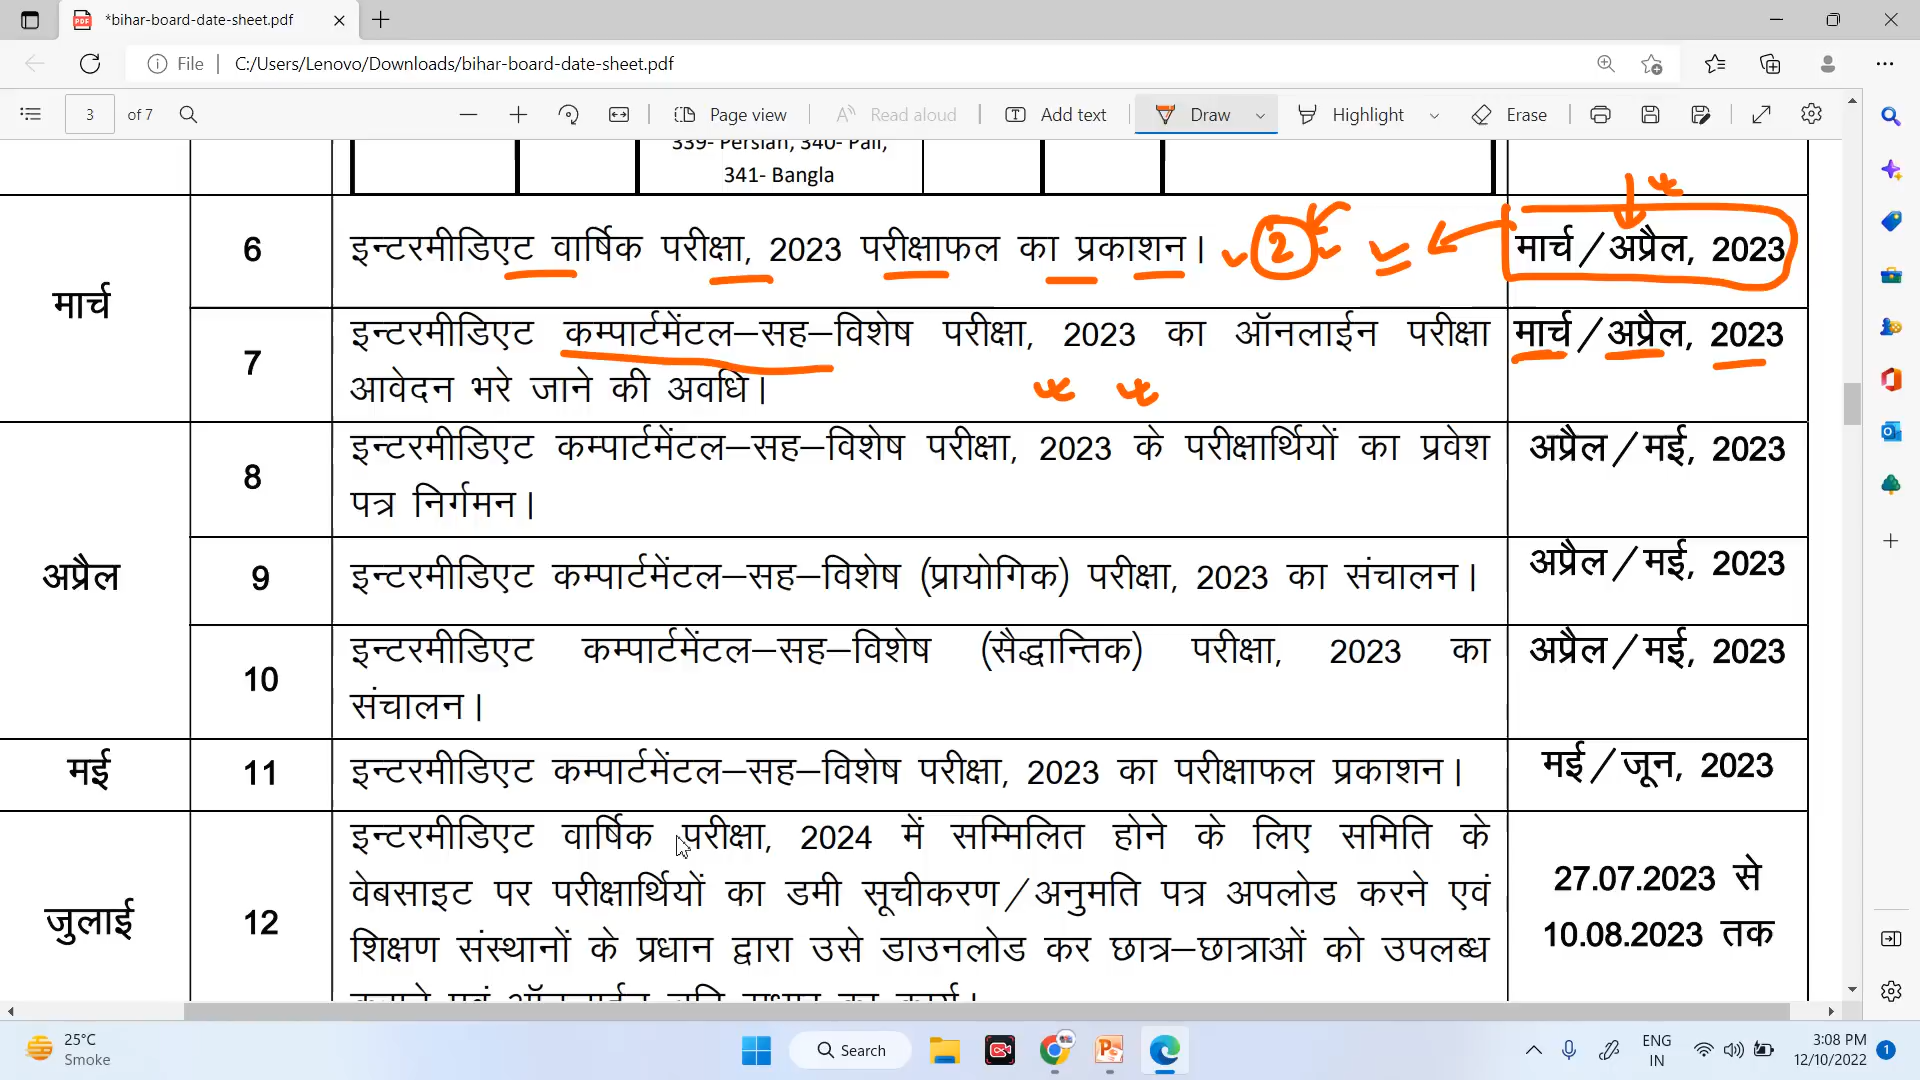 *bihar-board-date-sheet.pdf
File
C:/Users/Lenovo/Downloads/bihar-board-date-sheet.pdf
3 of 7
Page view
Read aloud
Add text
Draw
Highlight
Erase
339- Persian, 340- Pali,
341- Bangla
मार्च
6
इन्टरमीडिएट वार्षिक परीक्षा, 2023 परीक्षाफल का प्रकाशन।
2
मार्च/अप्रैल, 2023
7
इन्टरमीडिएट कम्पार्टमेंटल–सह–विशेष परीक्षा, 2023 का ऑनलाईन परीक्षा
आवेदन भरे जाने की अवधि।
मार्च/अप्रैल, 2023
अप्रैल
8
इन्टरमीडिएट कम्पार्टमेंटल–सह–विशेष परीक्षा, 2023 के परीक्षार्थियों का प्रवेश
पत्र निर्गमन।
अप्रैल/मई, 2023
9
इन्टरमीडिएट कम्पार्टमेंटल–सह–विशेष (प्रायोगिक) परीक्षा, 2023 का संचालन।
अप्रैल/मई, 2023
10
इन्टरमीडिएट कम्पार्टमेंटल–सह–विशेष (सैद्धान्तिक) परीक्षा, 2023 का
संचालन।
अप्रैल/मई, 2023
मई
11
इन्टरमीडिएट कम्पार्टमेंटल–सह–विशेष परीक्षा, 2023 का परीक्षाफल प्रकाशन।
मई/जून, 2023
जुलाई
12
इन्टरमीडिएट वार्षिक परीक्षा, 2024 में सम्मिलित होने के लिए समिति के
वेबसाइट पर परीक्षार्थियों का डमी सूचीकरण/अनुमति पत्र अपलोड करने एवं
शिक्षण संस्थानों के प्रधान द्वारा उसे डाउनलोड कर छात्र–छात्राओं को उपलब्ध
27.07.2023 से
10.08.2023 तक
25°C
Smoke
Search
ENG
IN
3:08 PM
12/10/2022
1